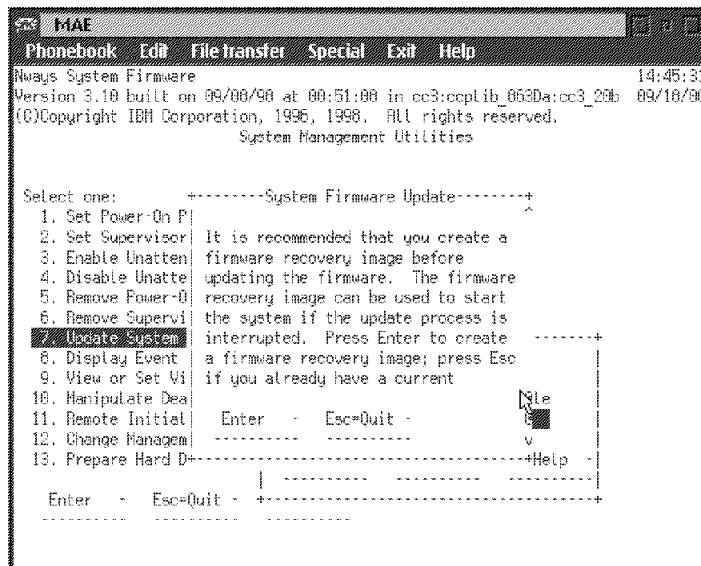 MAE
Phonebook Edit File transfer Special Exit Help
Nways System Firmware 14:45:3
Version 3.10 built on 09/08/98 at 00:51:08 in cc3:ccplib_063Da:cc3_20b 09/18/0
(C)Copyright IBM Corporation, 1996, 1998. All rights reserved.
System Management Utilities
Select one: +--------System Firmware Update--------+
1. Set Power-On P| ^
2. Set Supervisor| It is recommended that you create a
3. Enable Unatten| firmware recovery image before
4. Disable Unatte| updating the firmware. The firmware
5. Remove Power-O| recovery image can be used to start
6. Remove Supervi| the system if the update process is
7. Update System | interrupted. Press Enter to create -------+
8. Display Event | a firmware recovery image; press Esc |
9. View or Set Vi| if you already have a current |
10. Manipulate Dea| le |
11. Remote Initial| Enter - Esc=Quit - |
12. Change Managem| ---------- ---------- v |
13. Prepare Hard D+--------------------------------------+Help -|
| ---------- ---------- ---------- |
Enter - Esc=Quit - +--------------------------------------+
---------- ---------- ----------